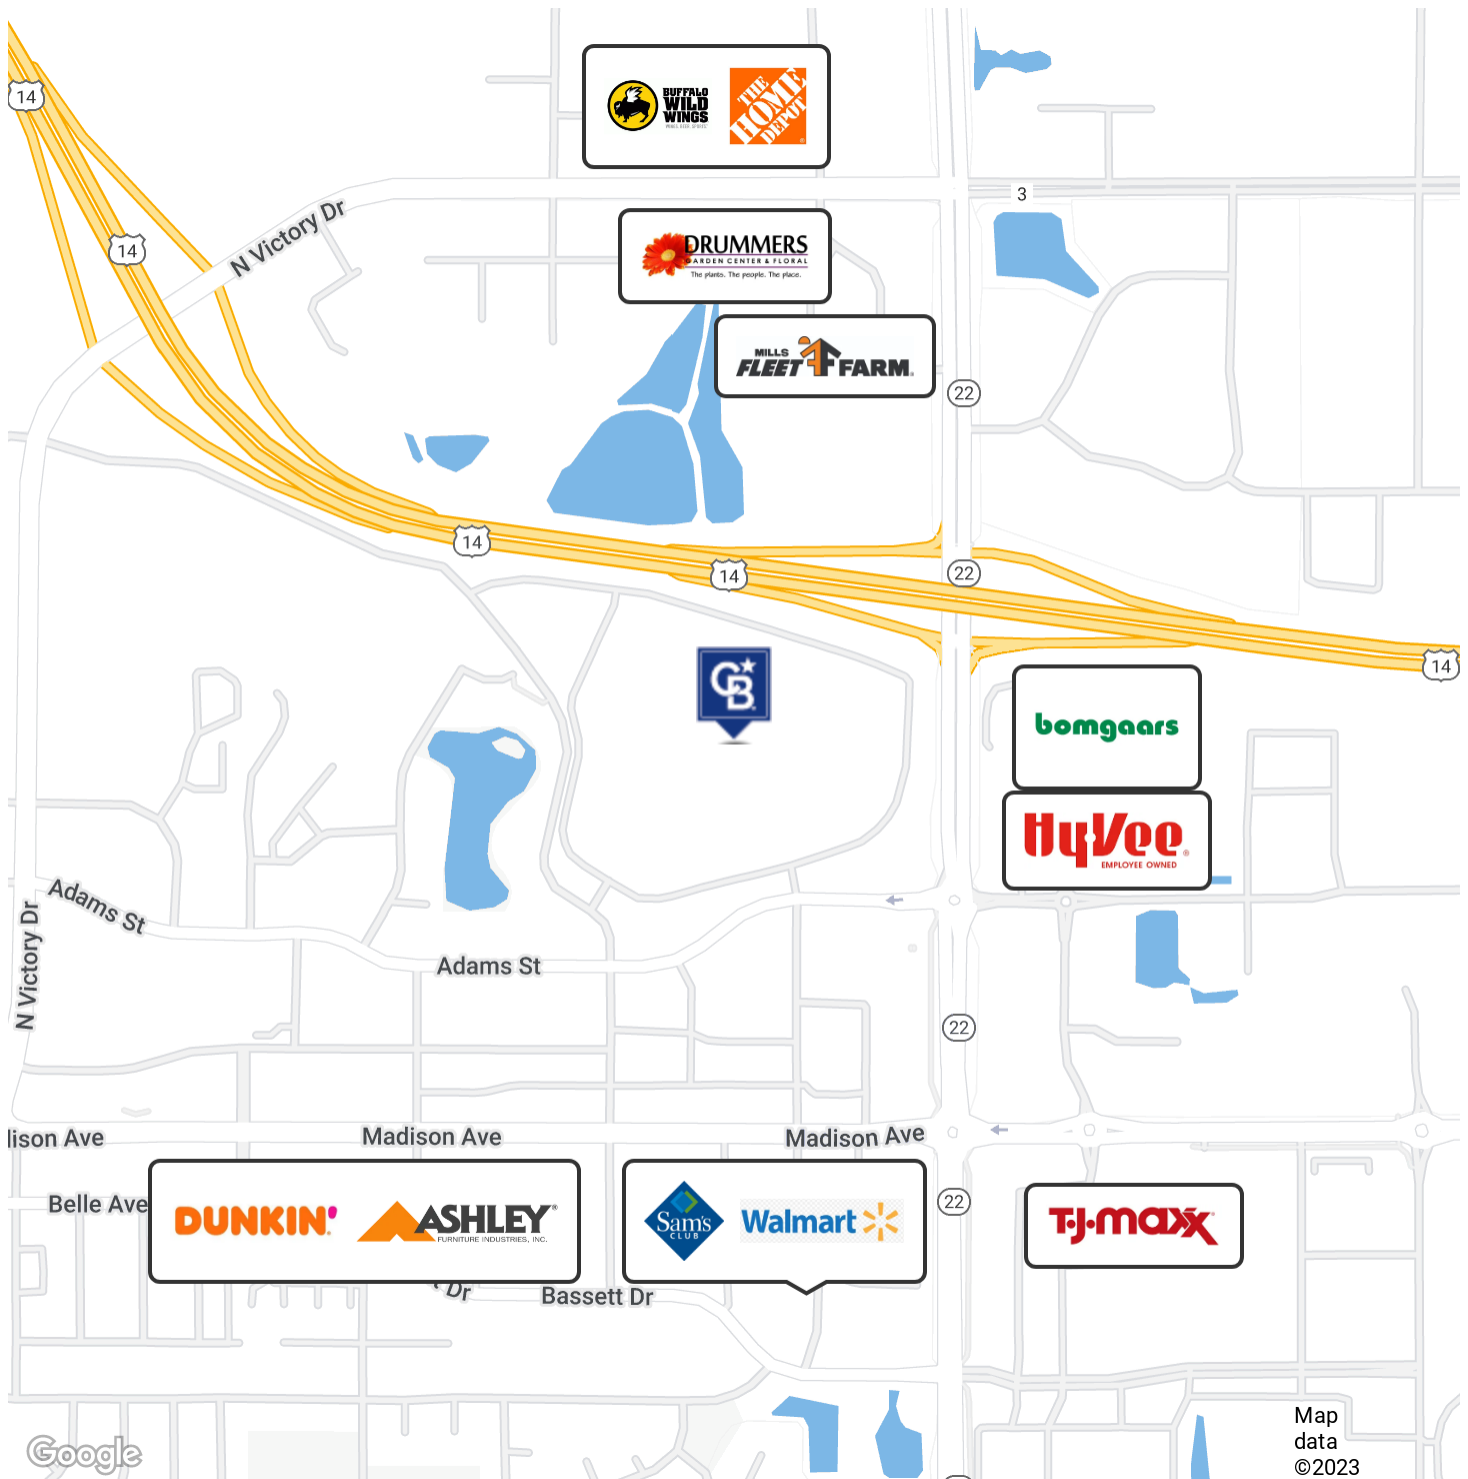 14
BUFFALO
WILD
WINGS
THE
HOME
DEPOT
3
N Victory Dr
14
DRUMMERS
GARDEN CENTER & FLORAL
The plants. The people. The place.
MILLS
FLEET FARM
22
14
14
22
14
CB
bomgaars
HyVee
EMPLOYEE OWNED
Adams St
N Victory Dr
Adams St
22
lison Ave
Madison Ave
Madison Ave
Belle Ave
DUNKIN'
ASHLEY
FURNITURE INDUSTRIES, INC.
Sam's
CLUB
Walmart
22
T·J·maxx
t Dr
Bassett Dr
Google
Map
data
©2023